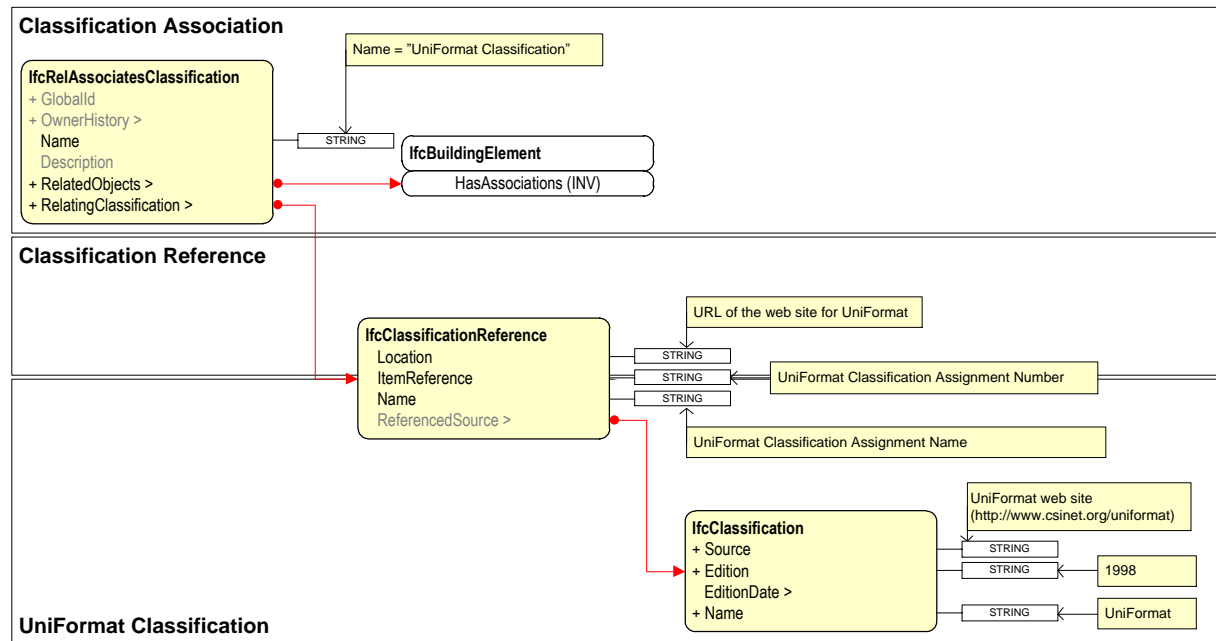 Classification Association
Name = ”UniFormat Classification”
IfcRelAssociatesClassification
+ GlobalId
+ OwnerHistory >
Name
STRING
Description
+ RelatedObjects >
+ RelatingClassification >
IfcBuildingElement
HasAssociations (INV)
Classification Reference
URL of the web site for UniFormat
IfcClassificationReference
Location
STRING
ItemReference
STRING
UniFormat Classification Assignment Number
Name
STRING
ReferencedSource >
UniFormat Classification Assignment Name
UniFormat web site
(http://www.csinet.org/uniformat)
IfcClassification
+ Source
STRING
+ Edition
STRING
1998
EditionDate >
+ Name
STRING
UniFormat
UniFormat Classification